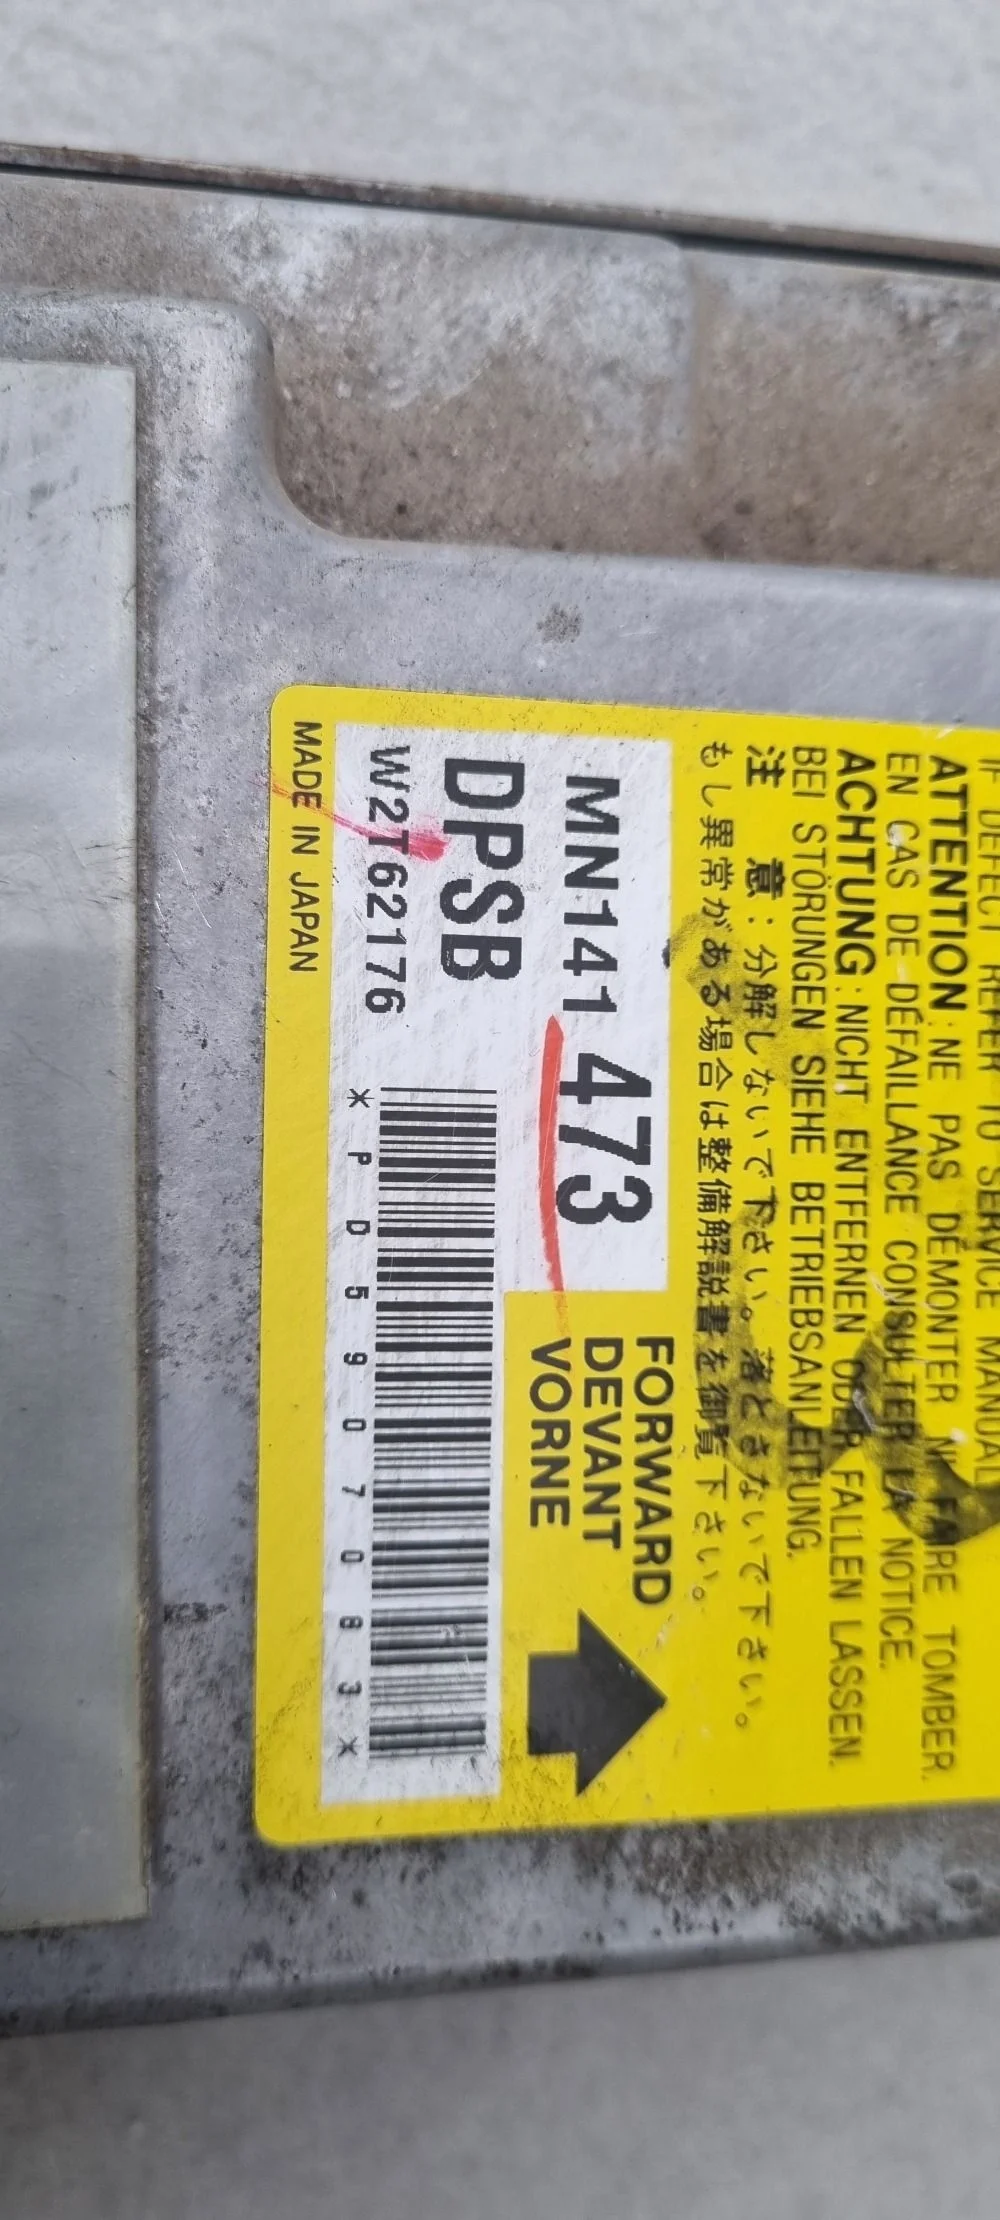 IF DEFECT REFER TO SERVICE MANUAL
ATTENTION: NE PAS DÉMONTER NI FAIRE TOMBER.
EN CAS DE DÉFAILLANCE CONSULTER LA NOTICE.
ACHTUNG: NICHT ENTFERNEN ODER FALLEN LASSEN.
BEI STÖRUNGEN SIEHE BETRIEBSANLEITUNG.
注 意: 分解しないで下さい。落とさないで下さい。
もし異常がある場合は整備解説書を御覧下さい。
MN141 473
DPSB
W2T62176
FORWARD
DEVANT
VORNE
*PD5907083*
MADE IN JAPAN